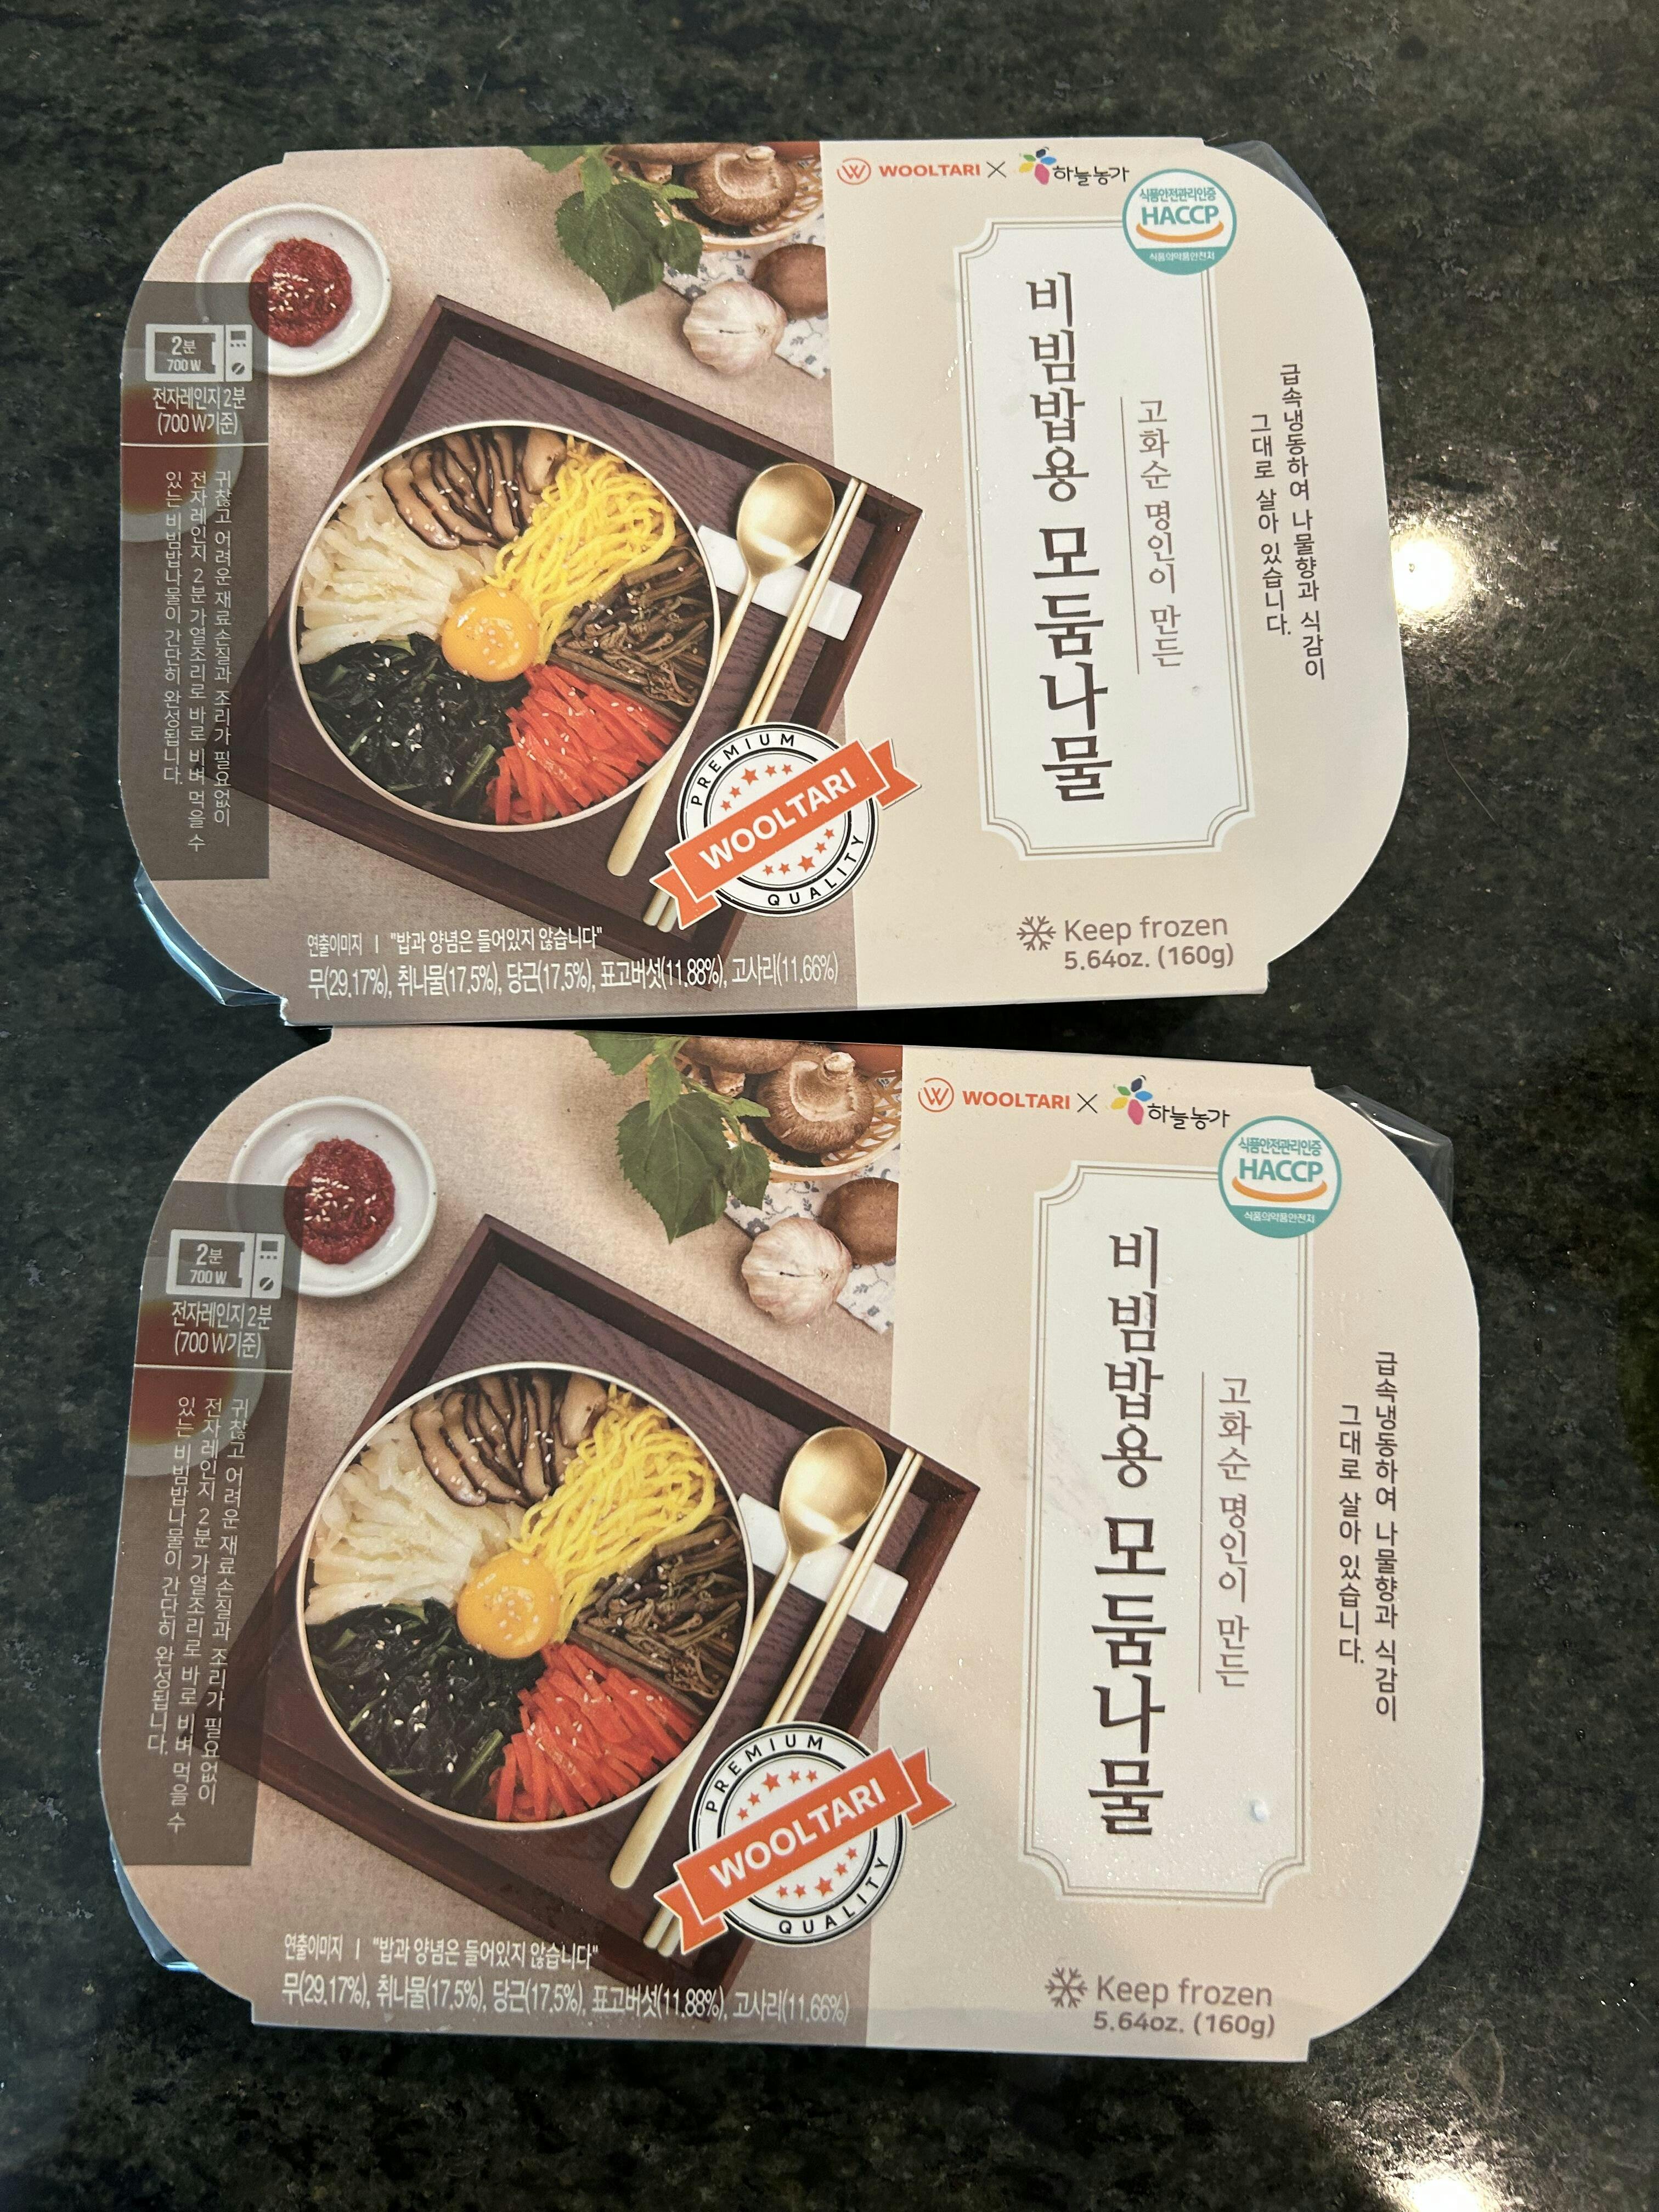 WOOLTARI X 하늘농가
식품안전관리인증
HACCP
식품의약품안전처
급속냉동하여 나물향과 식감이
그대로 살아 있습니다.
고화순 명인이 만든
비빔밥용 모둠나물
2분
700 W
전자레인지 2분
(700 W기준)
귀찮고 어려운 재료손질과 조리가 필요없이
전자레인지 2분 가열조리로 바로 비벼 먹을 수
있는 비빔밥나물이 간단히 완성됩니다.
PREMIUM
WOOLTARI
QUALITY
연출이미지 | "밥과 양념은 들어있지 않습니다"
무(29.17%), 취나물(17.5%), 당근(17.5%), 표고버섯(11.88%), 고사리(11.66%)
Keep frozen
5.64oz. (160g)
WOOLTARI X 하늘농가
식품안전관리인증
HACCP
식품의약품안전처
급속냉동하여 나물향과 식감이
그대로 살아 있습니다.
고화순 명인이 만든
비빔밥용 모둠나물
2분
700 W
전자레인지 2분
(700 W기준)
귀찮고 어려운 재료손질과 조리가 필요없이
전자레인지 2분 가열조리로 바로 비벼 먹을 수
있는 비빔밥나물이 간단히 완성됩니다.
PREMIUM
WOOLTARI
QUALITY
연출이미지 | "밥과 양념은 들어있지 않습니다"
무(29.17%), 취나물(17.5%), 당근(17.5%), 표고버섯(11.88%), 고사리(11.66%)
Keep frozen
5.64oz. (160g)